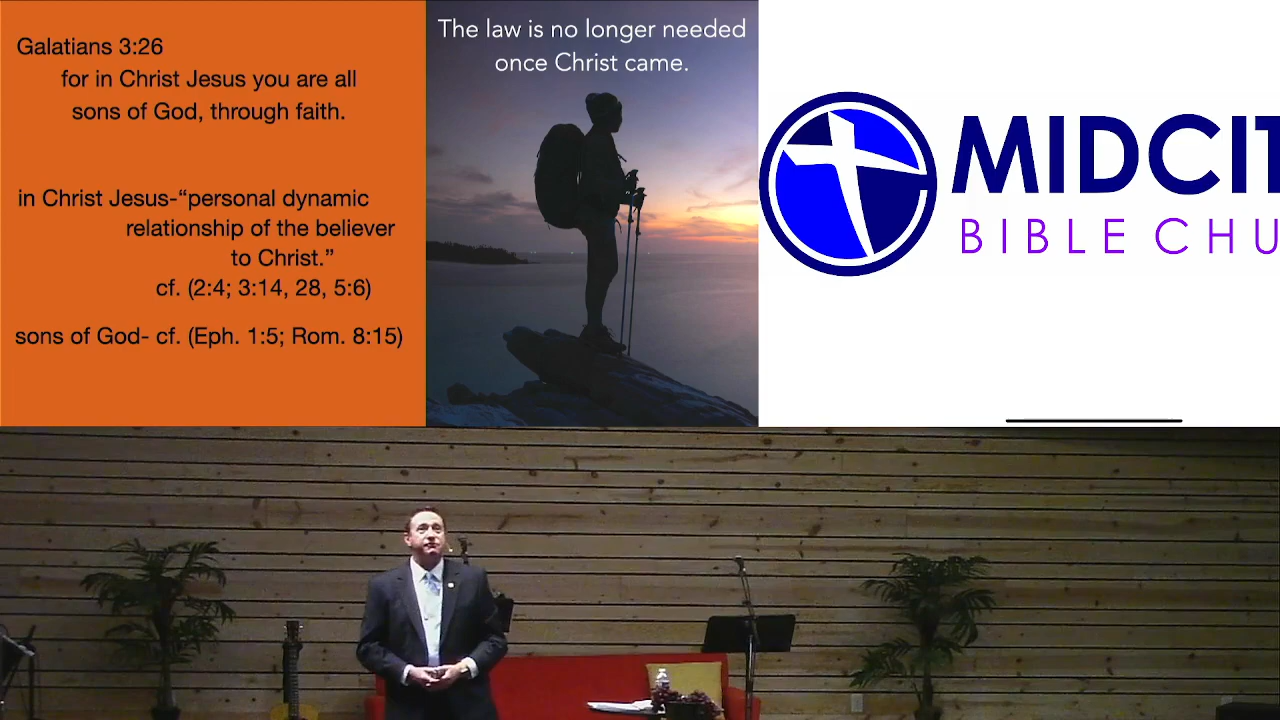 Galatians 3:26
for in Christ Jesus you are all
sons of God, through faith.
in Christ Jesus-“personal dynamic
relationship of the believer
to Christ.”
cf. (2:4; 3:14, 28, 5:6)
sons of God- cf. (Eph. 1:5; Rom. 8:15)
The law is no longer needed
once Christ came.
MIDCIT
BIBLE CHU